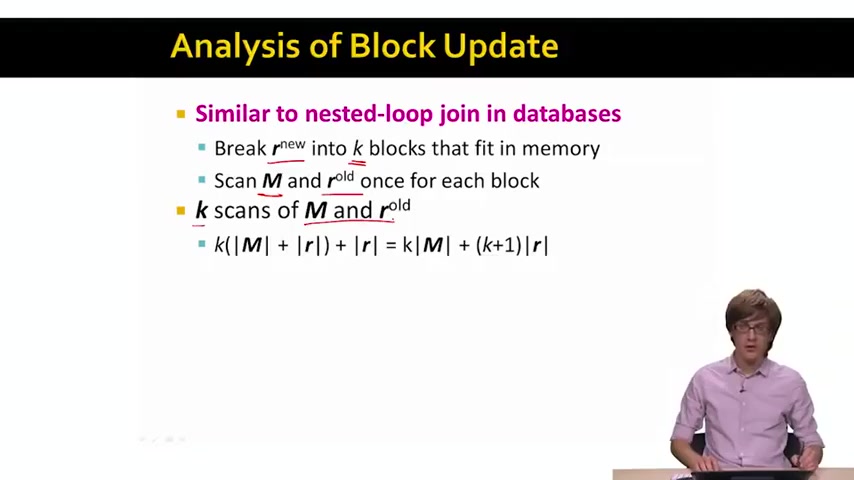 Analysis of Block Update
Similar to nested-loop join in databases
Break r^new into k blocks that fit in memory
Scan M and r^old once for each block
k scans of M and r^old
k(|M| + |r|) + |r| = k|M| + (k+1)|r|